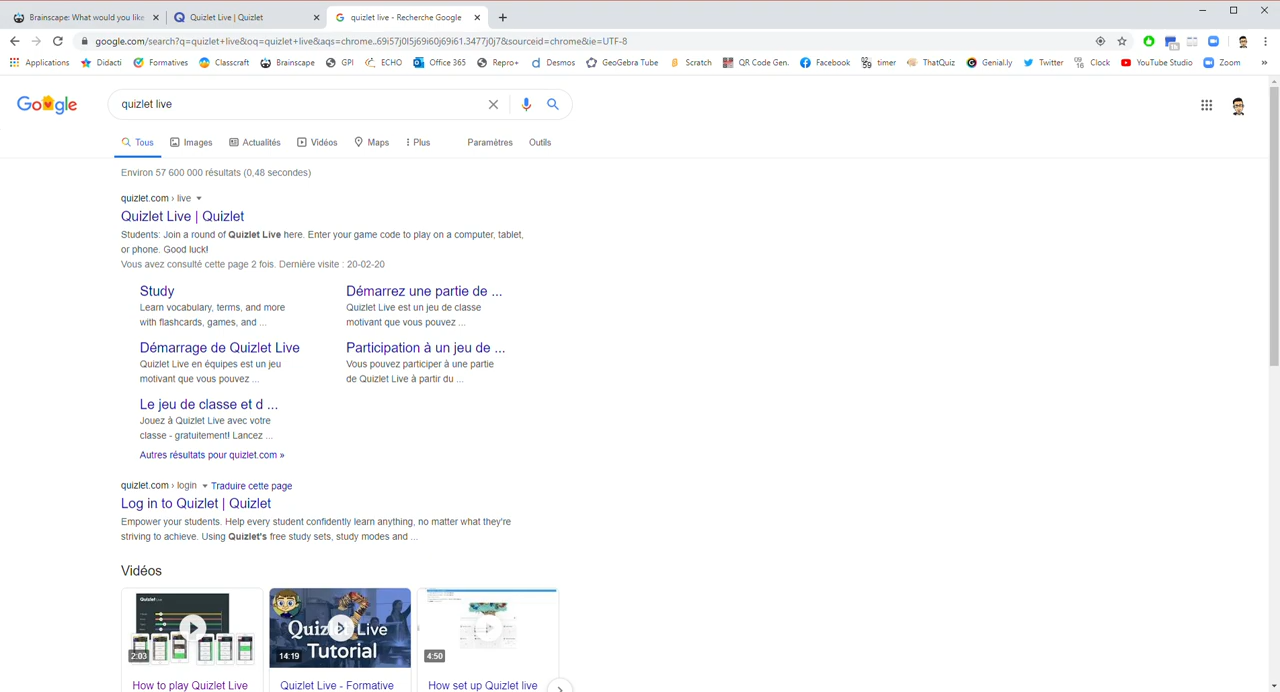 Brainscape: What would you like
Quizlet Live | Quizlet
quizlet live - Recherche Google
google.com/search?q=quizlet+live&oq=quizlet+live&aqs=chrome..69i57j0l5j69i60j69i61.3477j0j7&sourceid=chrome&ie=UTF-8
Applications Didacti Formatives Classcraft Brainscape GPI ECHO Office 365 Repro+ Desmos GeoGebra Tube Scratch QR Code Gen. Facebook timer ThatQuiz Genial.ly Twitter Clock YouTube Studio Zoom »
Google
quizlet live
Tous Images Actualités Vidéos Maps Plus Paramètres Outils
Environ 57 600 000 résultats (0,48 secondes)
quizlet.com › live
Quizlet Live | Quizlet
Students: Join a round of Quizlet Live here. Enter your game code to play on a computer, tablet,
or phone. Good luck!
Vous avez consulté cette page 2 fois. Dernière visite : 20-02-20
Study
Learn vocabulary, terms, and more
with flashcards, games, and ...
Démarrez une partie de ...
Quizlet Live est un jeu de classe
motivant que vous pouvez ...
Démarrage de Quizlet Live
Quizlet Live en équipes est un jeu
motivant que vous pouvez ...
Participation à un jeu de ...
Vous pouvez participer à une partie
de Quizlet Live à partir du ...
Le jeu de classe et d ...
Jouez à Quizlet Live avec votre
classe - gratuitement! Lancez ...
Autres résultats pour quizlet.com »
quizlet.com › login Traduire cette page
Log in to Quizlet | Quizlet
Empower your students. Help every student confidently learn anything, no matter what they're
striving to achieve. Using Quizlet's free study sets, study modes and ...
Vidéos
Quizlet Live
2:03
Quizlet Live
Tutorial
14:19
4:50
How to play Quizlet Live
Quizlet Live - Formative
How set up Quizlet live